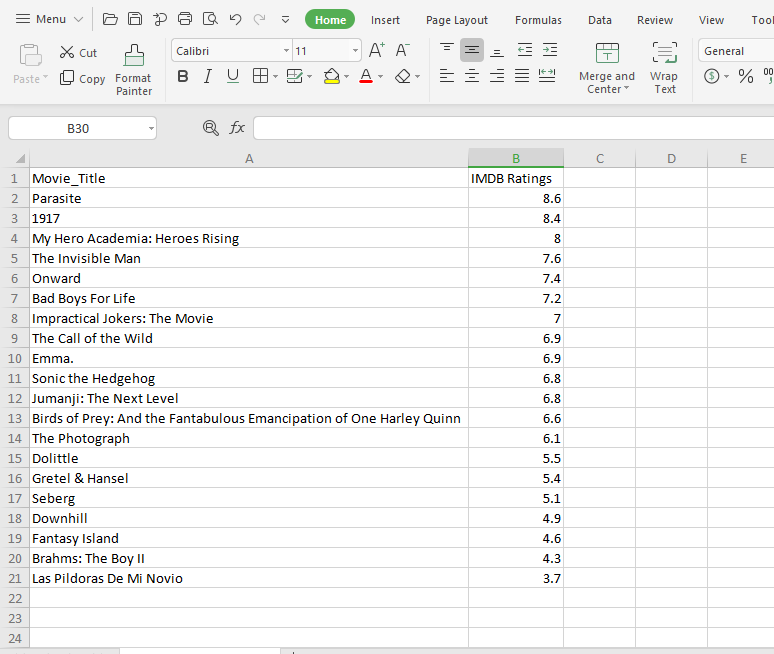 Menu Home Insert Page Layout Formulas Data Review View Tool
Paste Cut Copy Format Painter Calibri 11 A+ A- General
B I U A Merge and Center Wrap Text $ %
B30 fx
A B C D E
1 Movie_Title IMDB Ratings
2 Parasite 8.6
3 1917 8.4
4 My Hero Academia: Heroes Rising 8
5 The Invisible Man 7.6
6 Onward 7.4
7 Bad Boys For Life 7.2
8 Impractical Jokers: The Movie 7
9 The Call of the Wild 6.9
10 Emma. 6.9
11 Sonic the Hedgehog 6.8
12 Jumanji: The Next Level 6.8
13 Birds of Prey: And the Fantabulous Emancipation of One Harley Quinn 6.6
14 The Photograph 6.1
15 Dolittle 5.5
16 Gretel & Hansel 5.4
17 Seberg 5.1
18 Downhill 4.9
19 Fantasy Island 4.6
20 Brahms: The Boy II 4.3
21 Las Pildoras De Mi Novio 3.7
22
23
24